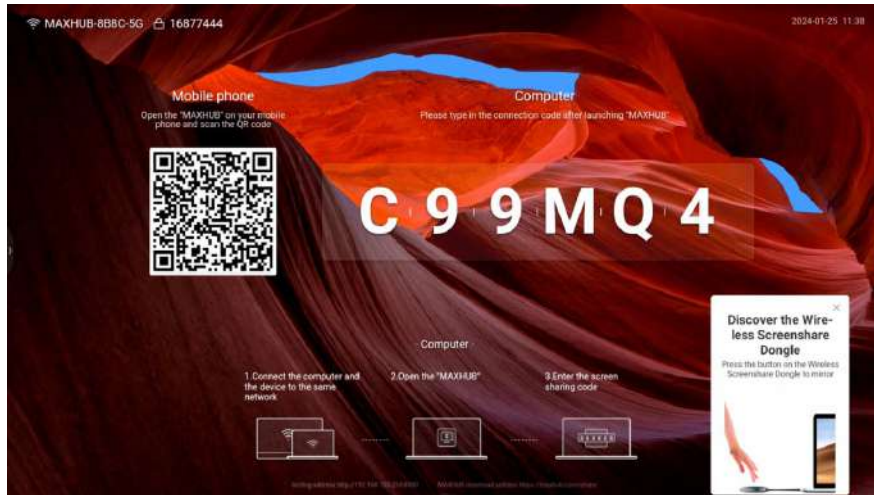 MAXHUB-8B8C-5G 16877444
2024-01-25 11:38
Mobile phone
Open the "MAXHUB" on your mobile
phone and scan the QR code
Computer
Please type in the connection code after launching "MAXHUB"
C 9 9 M Q 4
Computer
1.Connect the computer and
the device to the same
network
2.Open the "MAXHUB"
3.Enter the screen
sharing code
Discover the Wire-
less Screenshare
Dongle
Press the button on the Wireless
Screenshare Dongle to mirror